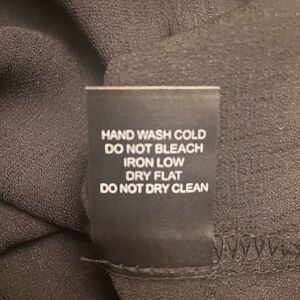 HAND WASH COLD
DO NOT BLEACH
IRON LOW
DRY FLAT
DO NOT DRY CLEAN